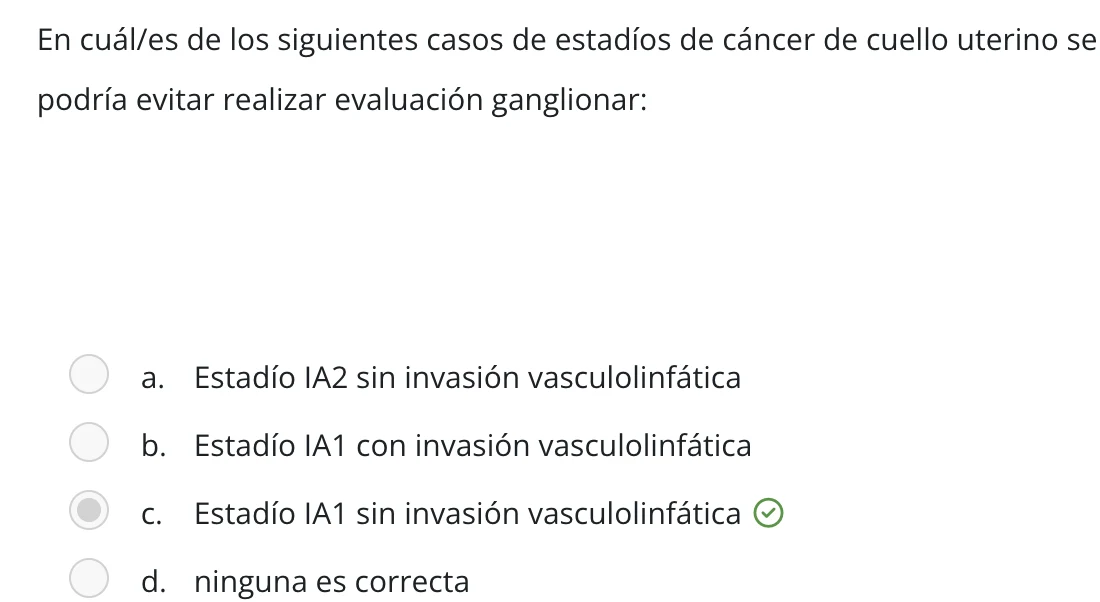 En cuál/es de los siguientes casos de estadíos de cáncer de cuello uterino se
podría evitar realizar evaluación ganglionar:
a. Estadío IA2 sin invasión vasculolinfática
b. Estadío IA1 con invasión vasculolinfática
c. Estadío IA1 sin invasión vasculolinfática
d. ninguna es correcta